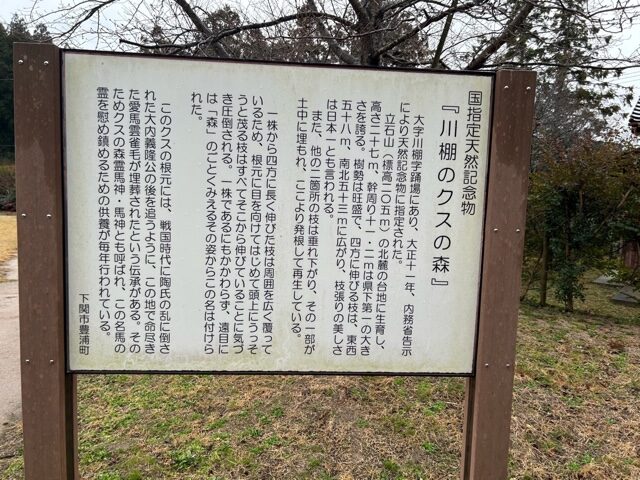 国指定天然記念物
『川棚のクスの森』
大字川棚字踊場にあり、大正十一年、内務省告示
により天然記念物に指定された。
立石山（標高二〇五ｍ）の北麓の台地に生育し、
高さ二十七ｍ、幹周り十一・二ｍは県下第一の大き
さを誇る。樹勢は旺盛で、四方に伸びる枝は、東西
五十八ｍ、南北五十三ｍに広がり、枝張りの美しさ
は日本一とも言われる。
また、他の二箇所の枝は垂れ下がり、その一部が
土中に埋もれ、ここより発根して再生している。
一株から四方に長く伸びた枝は周囲を広く覆って
いるため、根元に目を向けてはじめて頭上にうっそ
うと茂る枝はすべてそこから伸びていることに気づ
き圧倒される。一株であるにもかかわらず、遠目に
は「森」のごとくみえるその姿からこの名は付けら
れた。
このクスの根元には、戦国時代に陶氏の乱に倒さ
れた大内義隆公の後を追うように、この地で命尽き
た愛馬雲雀毛が埋葬されたという伝承がある。その
ためクスの森霊馬神・馬神とも呼ばれ、この名馬の
霊を慰め鎮めるための供養が毎年行われている。
下関市豊浦町